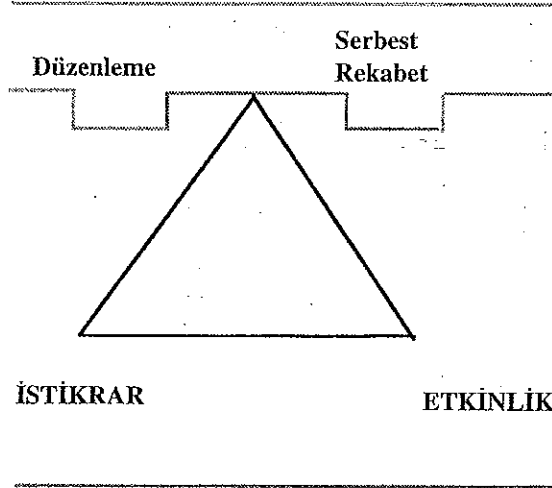 Düzenleme
Serbest
Rekabet
İSTİKRAR
ETKİNLİK